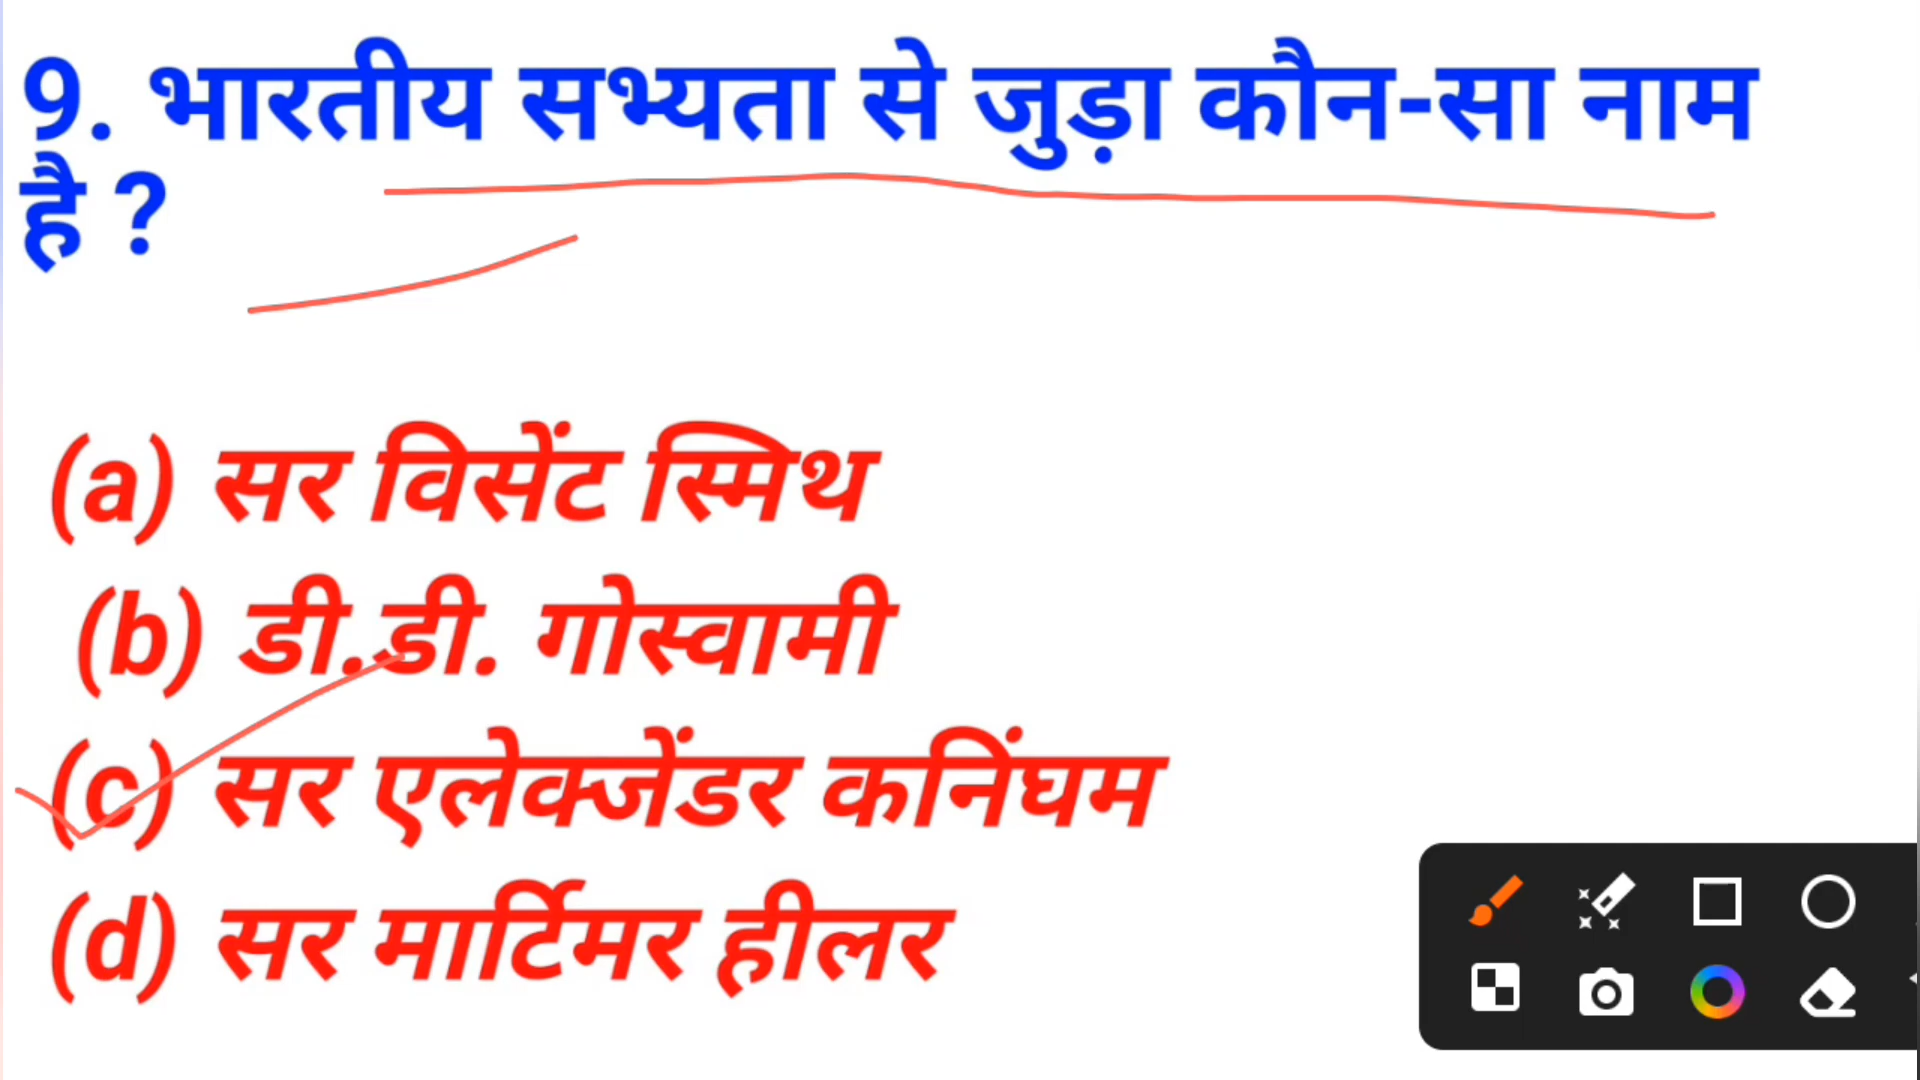 9. भारतीय सभ्यता से जुड़ा कौन-सा नाम
है ?
(a) सर विसेंट स्मिथ
(b) डी.डी. गोस्वामी
(c) सर एलेक्जेंडर कनिंघम
(d) सर मार्टिमर हीलर